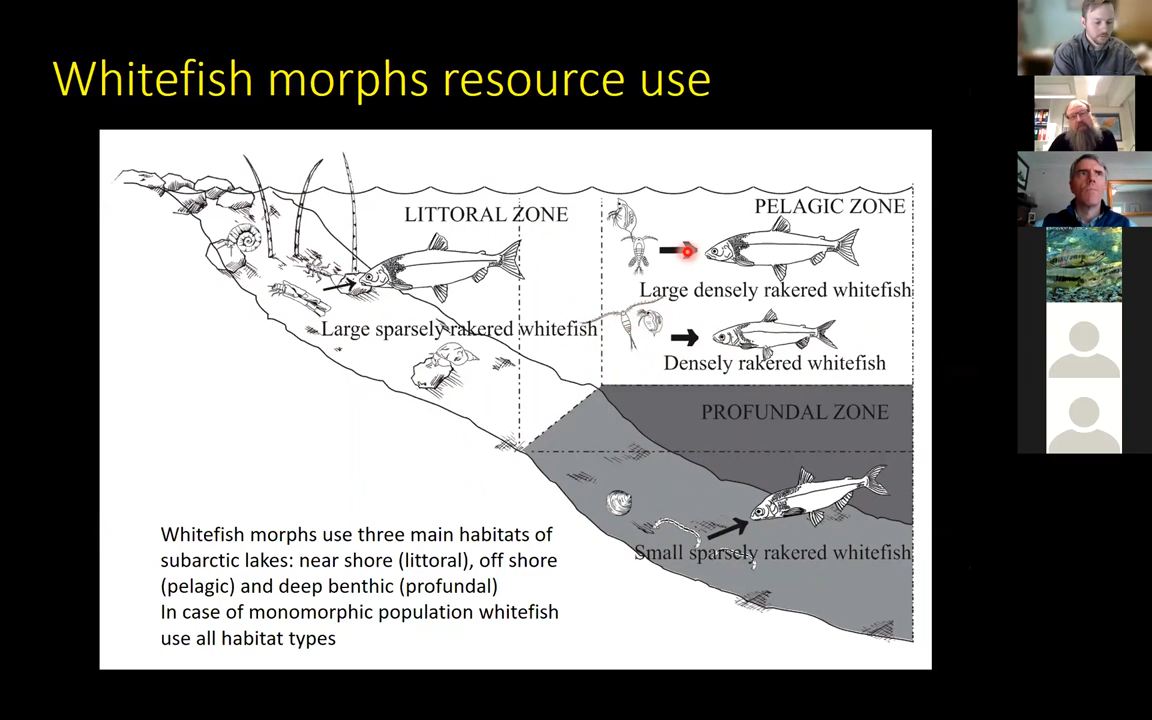 Whitefish morphs resource use
LITTORAL ZONE
PELAGIC ZONE
Large densely rakered whitefish
Large sparsely rakered whitefish
Densely rakered whitefish
PROFUNDAL ZONE
Small sparsely rakered whitefish
Whitefish morphs use three main habitats of
subarctic lakes: near shore (littoral), off shore
(pelagic) and deep benthic (profundal)
In case of monomorphic population whitefish
use all habitat types